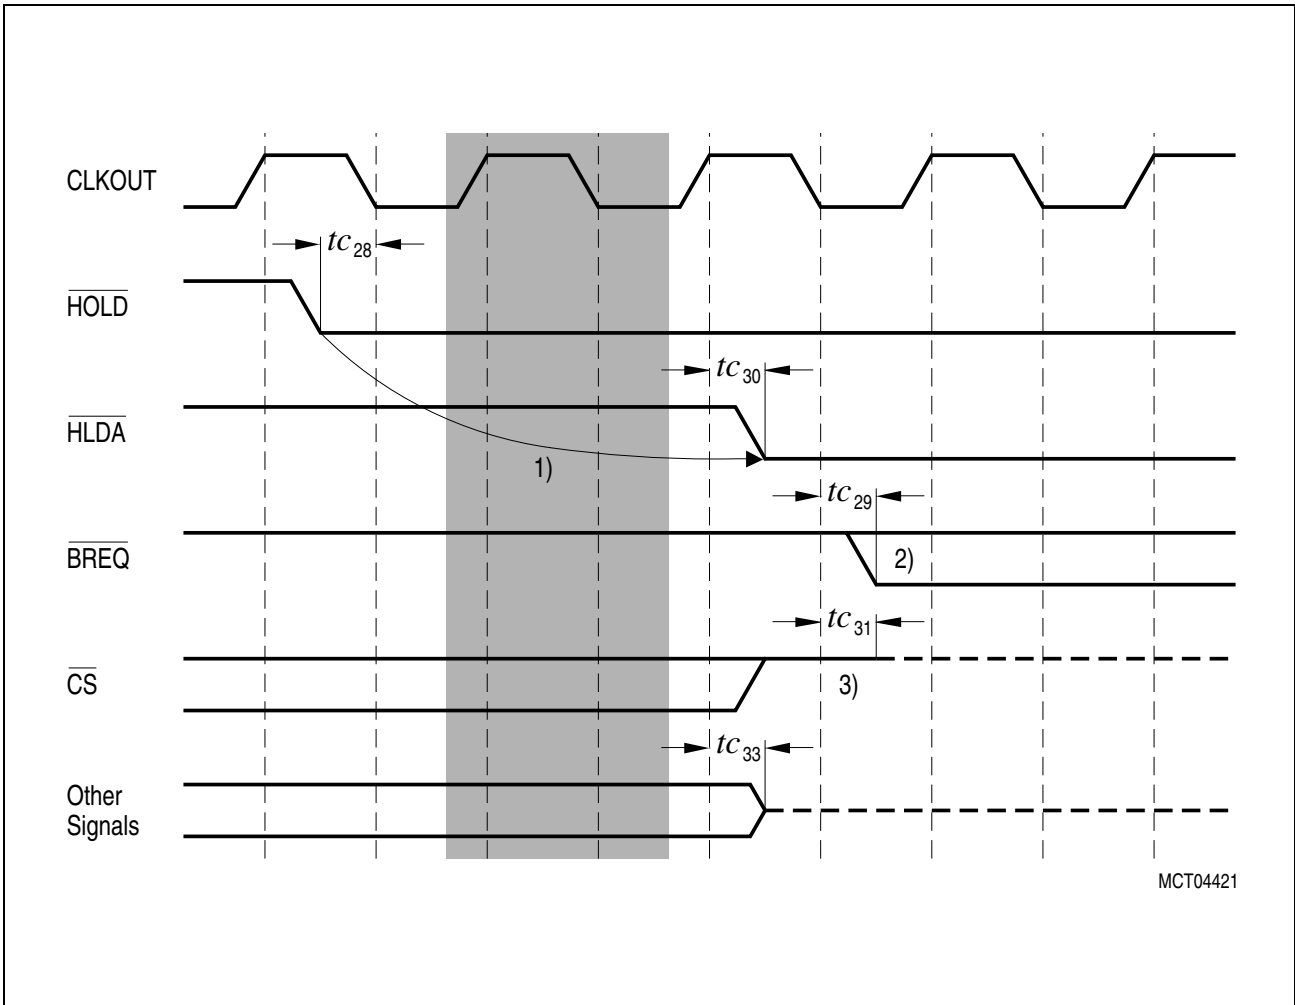 CLKOUT
tc28
HOLD
tc30
HLDA
1)
tc29
BREQ
2)
tc31
CS
3)
tc33
Other
Signals
MCT04421